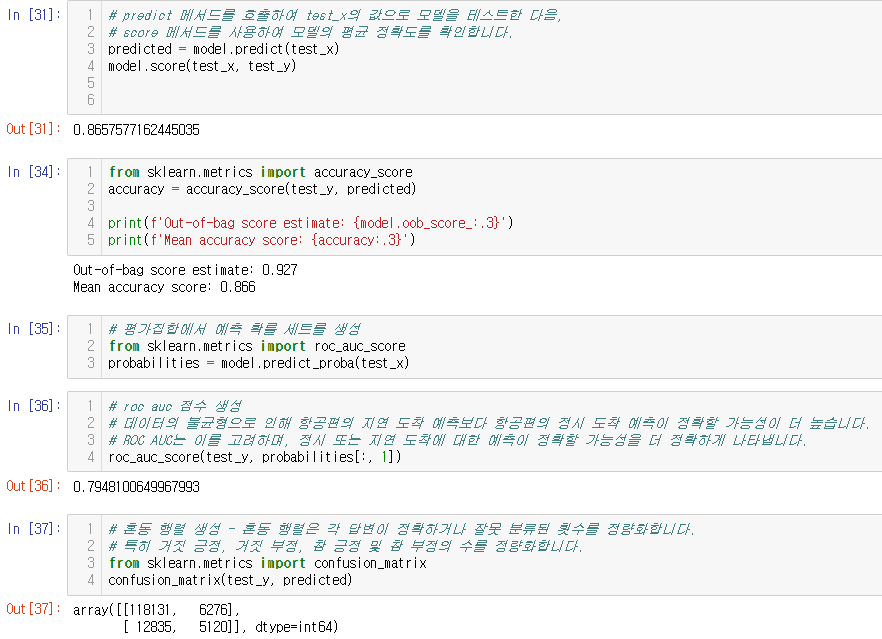 In [31]:
1 # predict 메서드를 호출하여 test_x의 값으로 모델을 테스트한 다음,
2 # score 메서드를 사용하여 모델의 평균 정확도를 확인합니다.
3 predicted = model.predict(test_x)
4 model.score(test_x, test_y)
5
6
Out[31]: 0.8657577162445035
In [34]:
1 from sklearn.metrics import accuracy_score
2 accuracy = accuracy_score(test_y, predicted)
3
4 print(f'Out-of-bag score estimate: {model.oob_score_:.3}')
5 print(f'Mean accuracy score: {accuracy:.3}')
Out-of-bag score estimate: 0.927
Mean accuracy score: 0.866
In [35]:
1 # 평가집합에서 예측 확률 세트를 생성
2 from sklearn.metrics import roc_auc_score
3 probabilities = model.predict_proba(test_x)
In [36]:
1 # roc auc 점수 생성
2 # 데이터의 불균형으로 인해 항공편의 지연 도착 예측보다 항공편의 정시 도착 예측이 정확할 가능성이 더 높습니다.
3 # ROC AUC는 이를 고려하며, 정시 또는 지연 도착에 대한 예측이 정확할 가능성을 더 정확하게 나타냅니다.
4 roc_auc_score(test_y, probabilities[:, 1])
Out[36]: 0.7948100649967993
In [37]:
1 # 혼동 행렬 생성 - 혼동 행렬은 각 답변이 정확하거나 잘못 분류된 횟수를 정량화합니다.
2 # 특히 거짓 긍정, 거짓 부정, 참 긍정 및 참 부정의 수를 정량화합니다.
3 from sklearn.metrics import confusion_matrix
4 confusion_matrix(test_y, predicted)
Out[37]: array([[118131, 6276],
[ 12835, 5120]], dtype=int64)